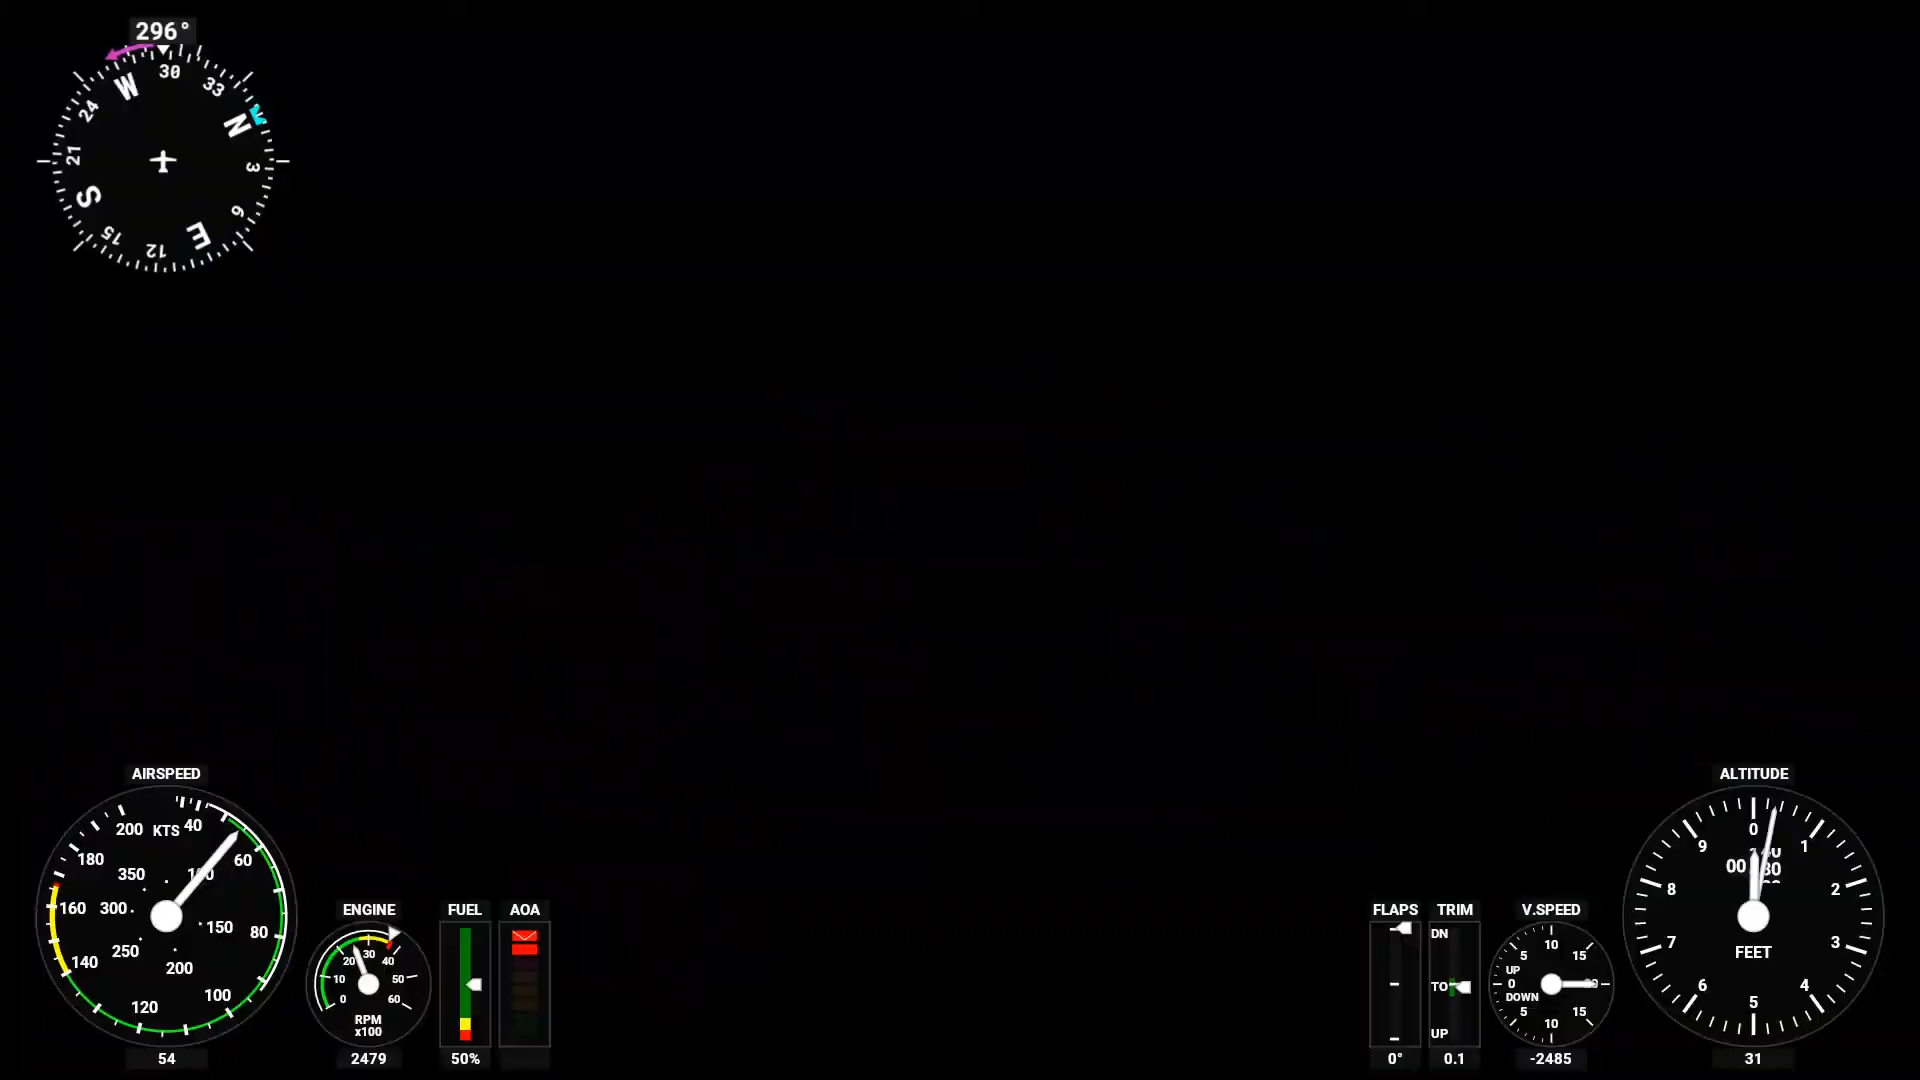 296°
30
33
N
3
6
E
12
15
S
21
24
W
AIRSPEED
KTS
40
60
80
100
120
140
160
180
200
150
200
250
300
350
54
ENGINE
0
10
20
30
40
50
60
RPM
x100
2479
FUEL
50%
AOA
FLAPS
0°
TRIM
DN
TO
UP
0.1
V.SPEED
UP
0
DOWN
5
10
15
5
10
15
-2485
ALTITUDE
0
1
2
3
4
5
6
7
8
9
00
FEET
31